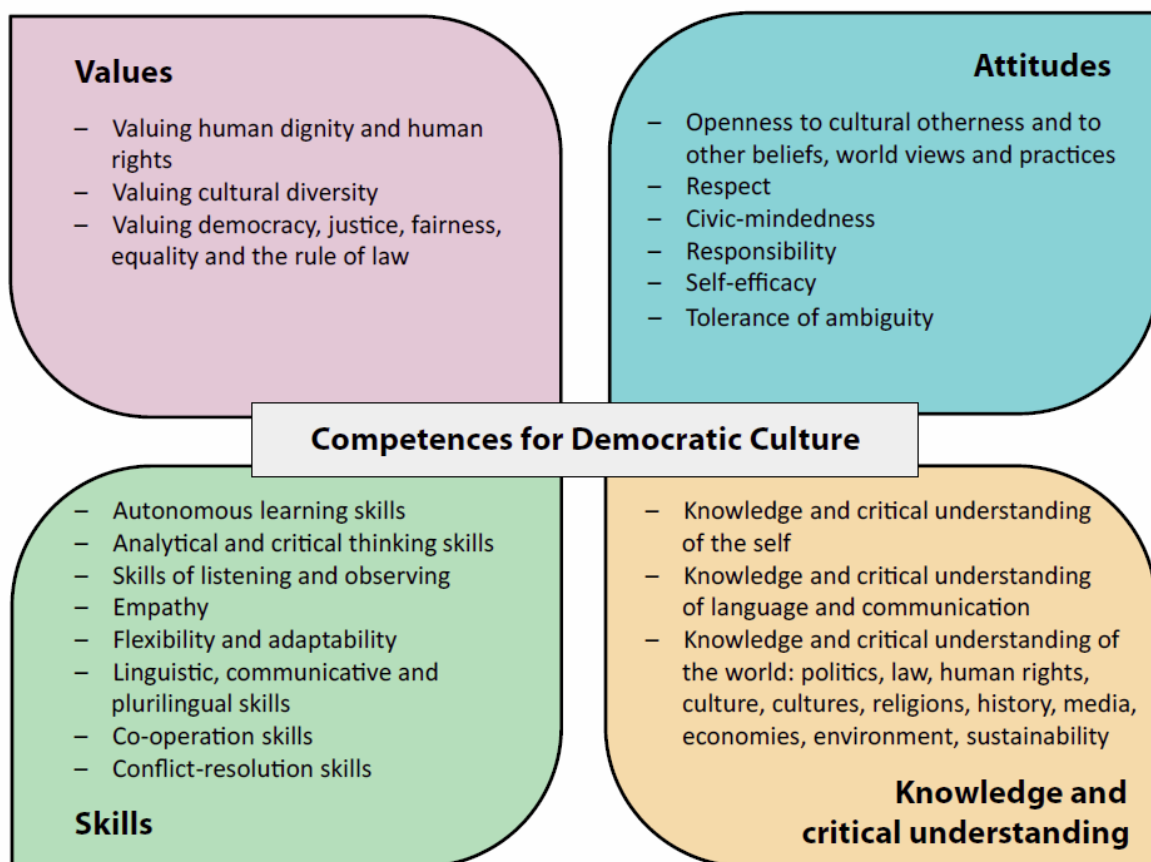 Values
– Valuing human dignity and human
rights
– Valuing cultural diversity
– Valuing democracy, justice, fairness,
equality and the rule of law
Attitudes
– Openness to cultural otherness and to
other beliefs, world views and practices
– Respect
– Civic-mindedness
– Responsibility
– Self-efficacy
– Tolerance of ambiguity
Competences for Democratic Culture
– Autonomous learning skills
– Analytical and critical thinking skills
– Skills of listening and observing
– Empathy
– Flexibility and adaptability
– Linguistic, communicative and
plurilingual skills
– Co-operation skills
– Conflict-resolution skills
Skills
– Knowledge and critical understanding
of the self
– Knowledge and critical understanding
of language and communication
– Knowledge and critical understanding of
the world: politics, law, human rights,
culture, cultures, religions, history, media,
economies, environment, sustainability
Knowledge and
critical understanding